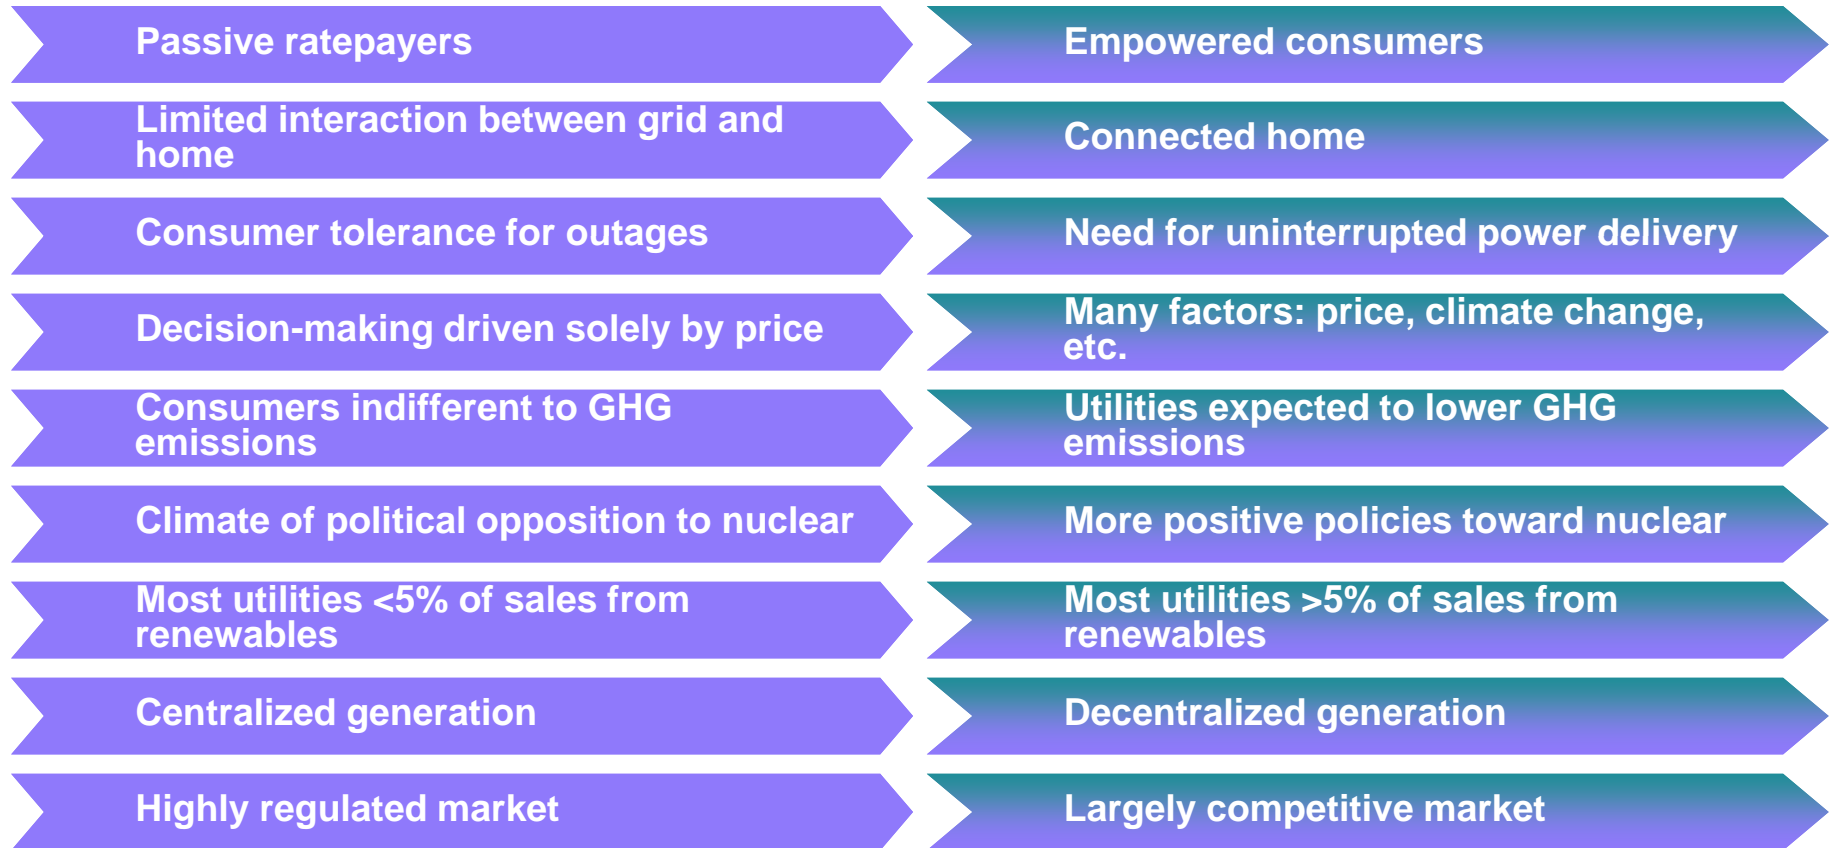 Passive ratepayers
Empowered consumers
Limited interaction between grid and
home
Connected home
Consumer tolerance for outages
Need for uninterrupted power delivery
Decision-making driven solely by price
Many factors: price, climate change,
etc.
Consumers indifferent to GHG
emissions
Utilities expected to lower GHG
emissions
Climate of political opposition to nuclear
More positive policies toward nuclear
Most utilities <5% of sales from
renewables
Most utilities >5% of sales from
renewables
Centralized generation
Decentralized generation
Highly regulated market
Largely competitive market